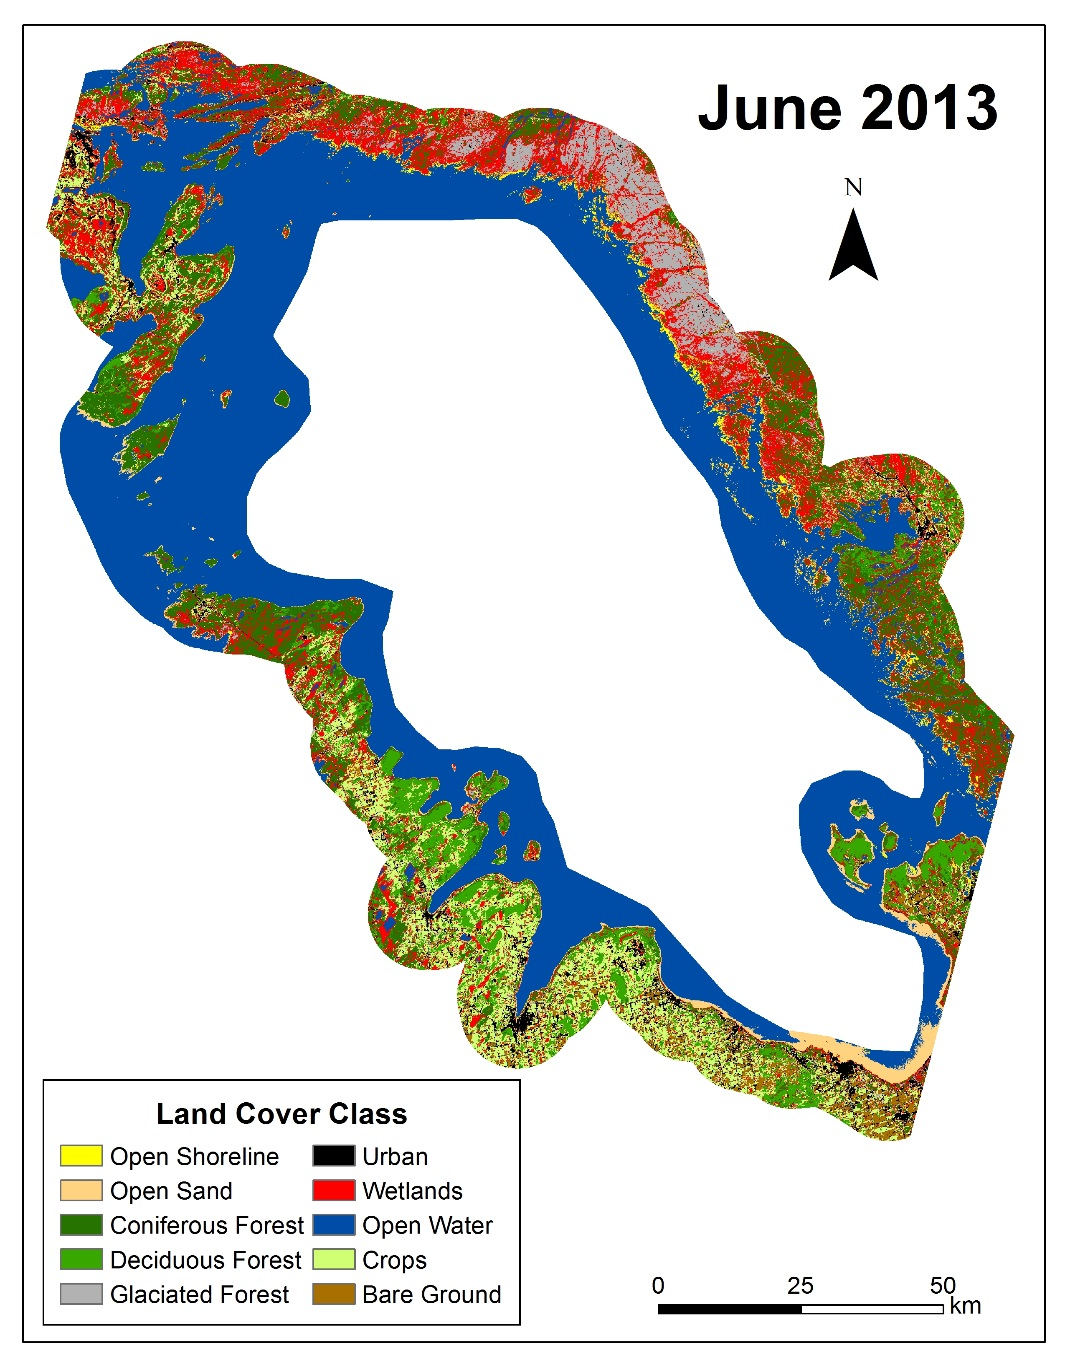 June 2013
N
Land Cover Class
Open Shoreline
Urban
Open Sand
Wetlands
Coniferous Forest
Open Water
Deciduous Forest
Crops
Glaciated Forest
Bare Ground
0 25 50
km